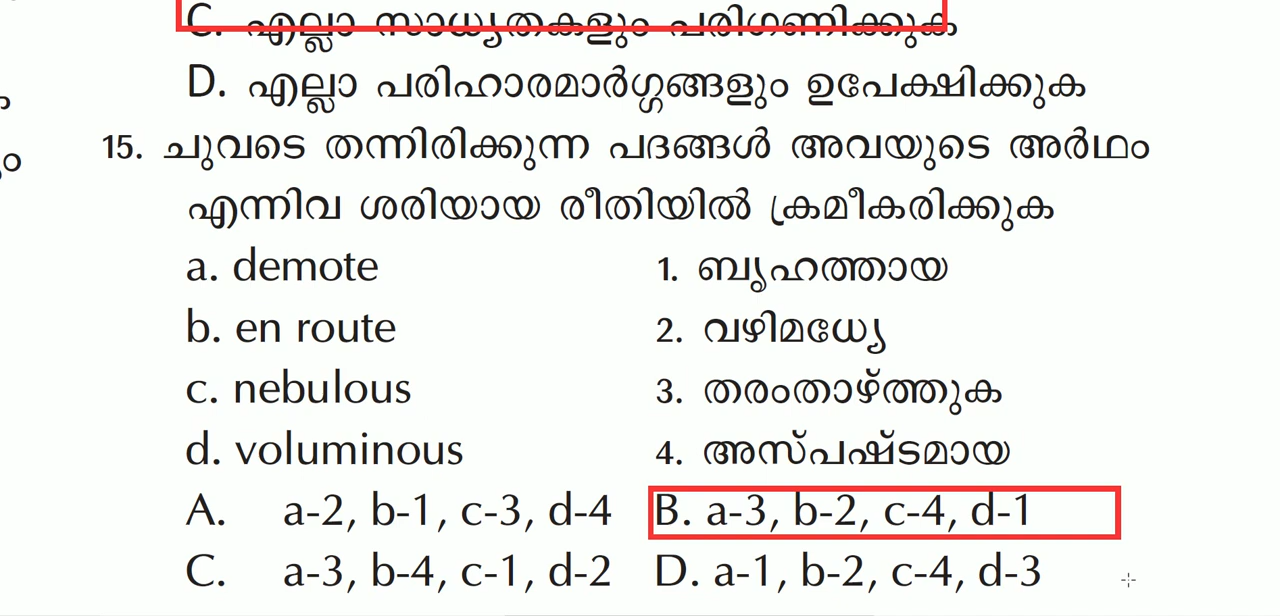 C. എല്ലാ സാധ്യതകളും പരിഗണിക്കുക
D. എല്ലാ പരിഹാരമാർഗ്ഗങ്ങളും ഉപേക്ഷിക്കുക
15. ചുവടെ തന്നിരിക്കുന്ന പദങ്ങൾ അവയുടെ അർഥം
എന്നിവ ശരിയായ രീതിയിൽ ക്രമീകരിക്കുക
a. demote 1. ബൃഹത്തായ
b. en route 2. വഴിമധ്യേ
c. nebulous 3. തരംതാഴ്ത്തുക
d. voluminous 4. അസ്പഷ്ടമായ
A. a-2, b-1, c-3, d-4 B. a-3, b-2, c-4, d-1
C. a-3, b-4, c-1, d-2 D. a-1, b-2, c-4, d-3